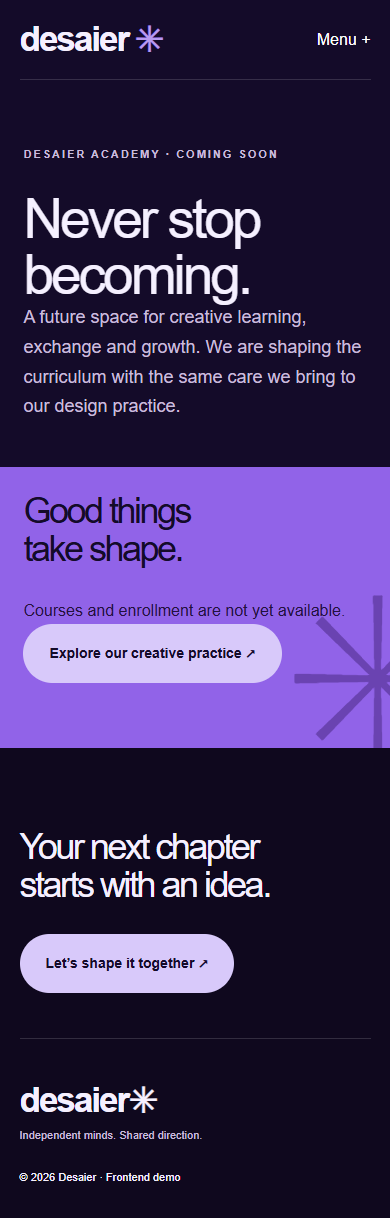 desaier ✳
Menu +
DESAIER ACADEMY · COMING SOON
Never stop
becoming.
A future space for creative learning,
exchange and growth. We are shaping the
curriculum with the same care we bring to
our design practice.
Good things
take shape.
Courses and enrollment are not yet available.
Explore our creative practice ↗
Your next chapter
starts with an idea.
Let’s shape it together ↗
desaier✳
Independent minds. Shared direction.
© 2026 Desaier · Frontend demo